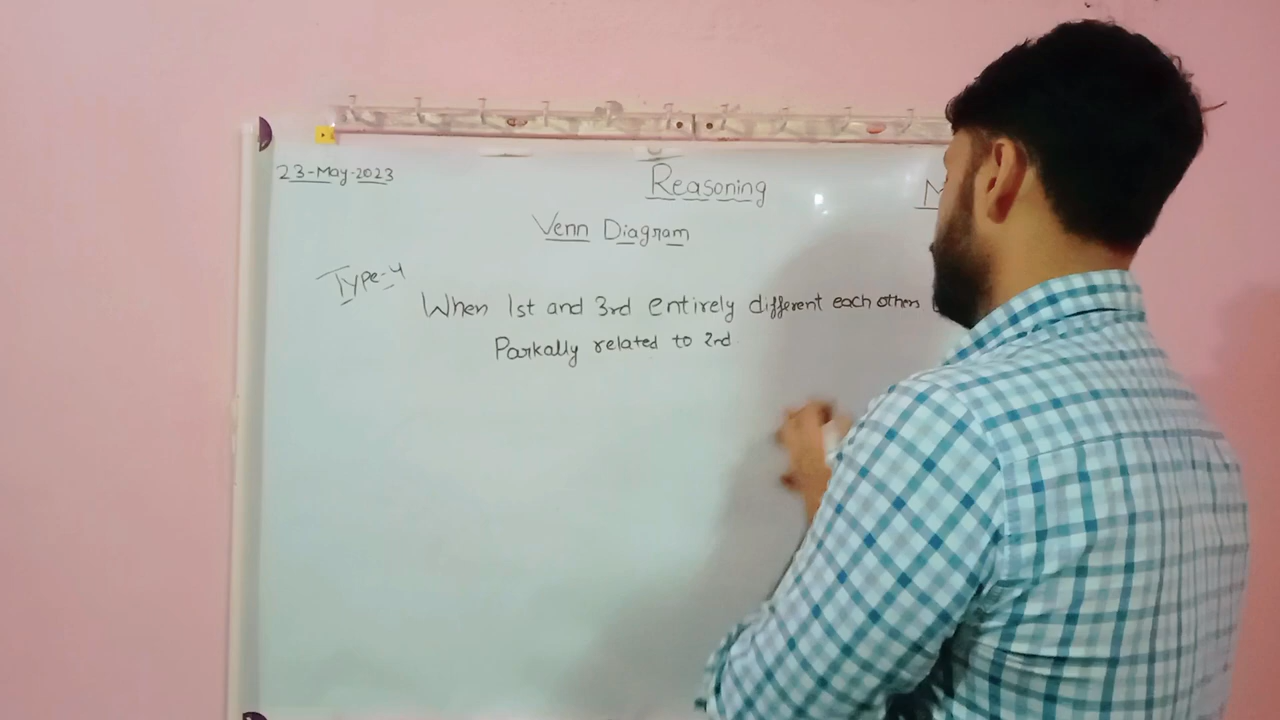 23-May-2023
Reasoning
Venn Diagram
Type-4
When 1st and 3rd entirely different each others
Partially related to 2nd